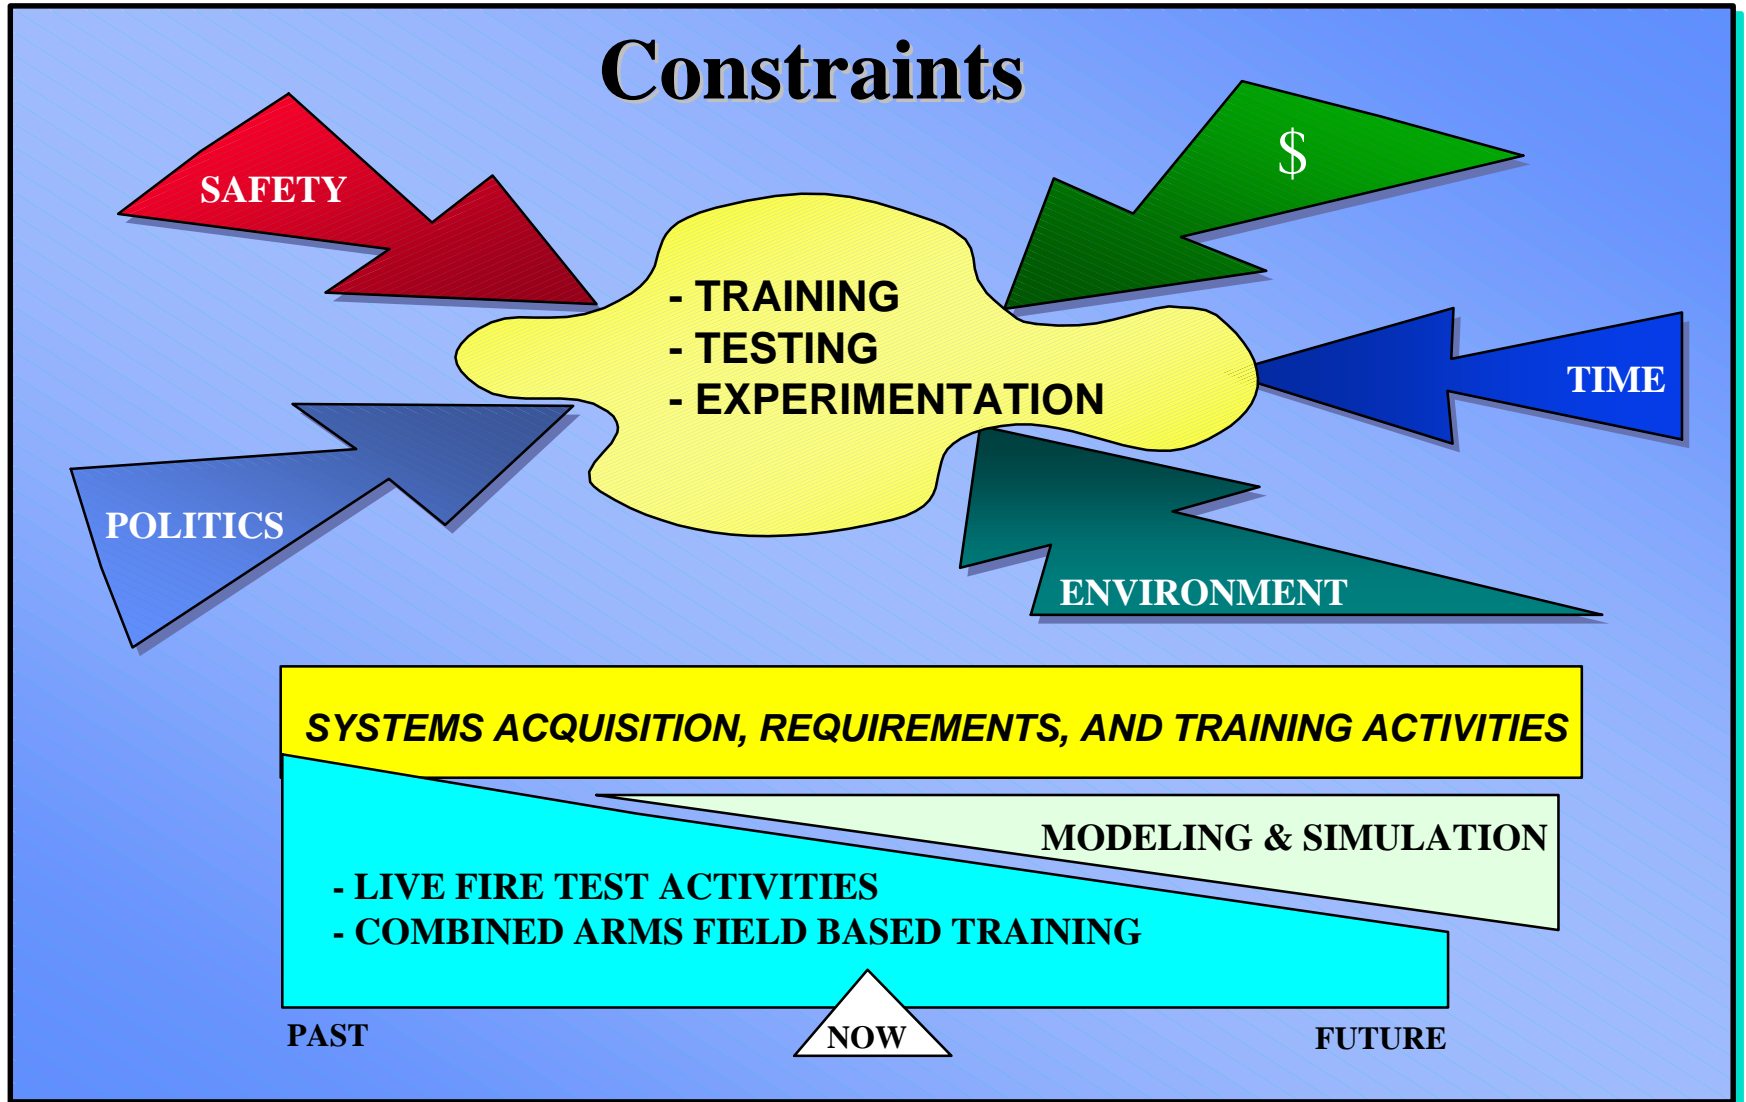 Constraints
SAFETY
$
- TRAINING
- TESTING
- EXPERIMENTATION
TIME
POLITICS
ENVIRONMENT
SYSTEMS ACQUISITION, REQUIREMENTS, AND TRAINING ACTIVITIES
MODELING & SIMULATION
- LIVE FIRE TEST ACTIVITIES
- COMBINED ARMS FIELD BASED TRAINING
PAST
NOW
FUTURE